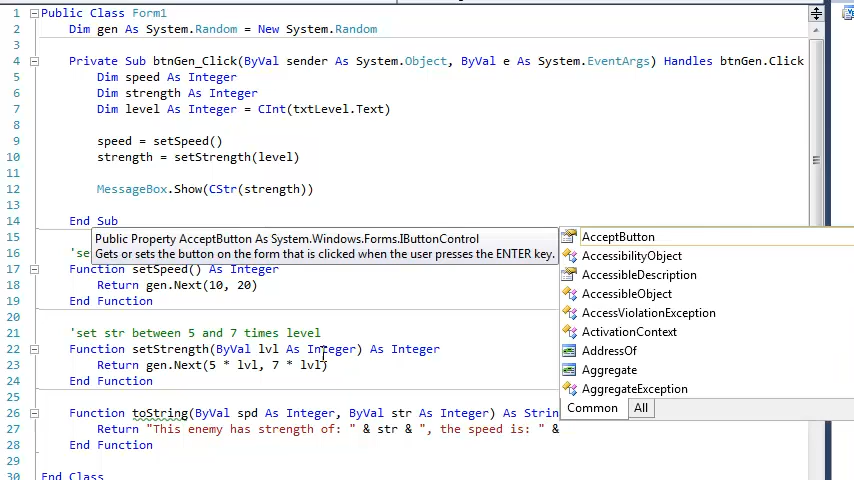 1 Public Class Form1
2 Dim gen As System.Random = New System.Random
3
4 Private Sub btnGen_Click(ByVal sender As System.Object, ByVal e As System.EventArgs) Handles btnGen.Click
5 Dim speed As Integer
6 Dim strength As Integer
7 Dim level As Integer = CInt(txtLevel.Text)
8
9 speed = setSpeed()
10 strength = setStrength(level)
11
12 MessageBox.Show(CStr(strength))
13
14 End Sub
15 Public Property AcceptButton As System.Windows.Forms.IButtonControl
Gets or sets the button on the form that is clicked when the user presses the ENTER key.
AcceptButton
AccessibilityObject
AccessibleDescription
AccessibleObject
AccessViolationException
ActivationContext
AddressOf
Aggregate
AggregateException
Common All
16 'se
17 Function setSpeed() As Integer
18 Return gen.Next(10, 20)
19 End Function
20
21 'set str between 5 and 7 times level
22 Function setStrength(ByVal lvl As Integer) As Integer
23 Return gen.Next(5 * lvl, 7 * lvl)
24 End Function
25
26 Function toString(ByVal spd As Integer, ByVal str As Integer) As Strin
27 Return "This enemy has strength of: " & str & ", the speed is: " &
28 End Function
29
30 End Class